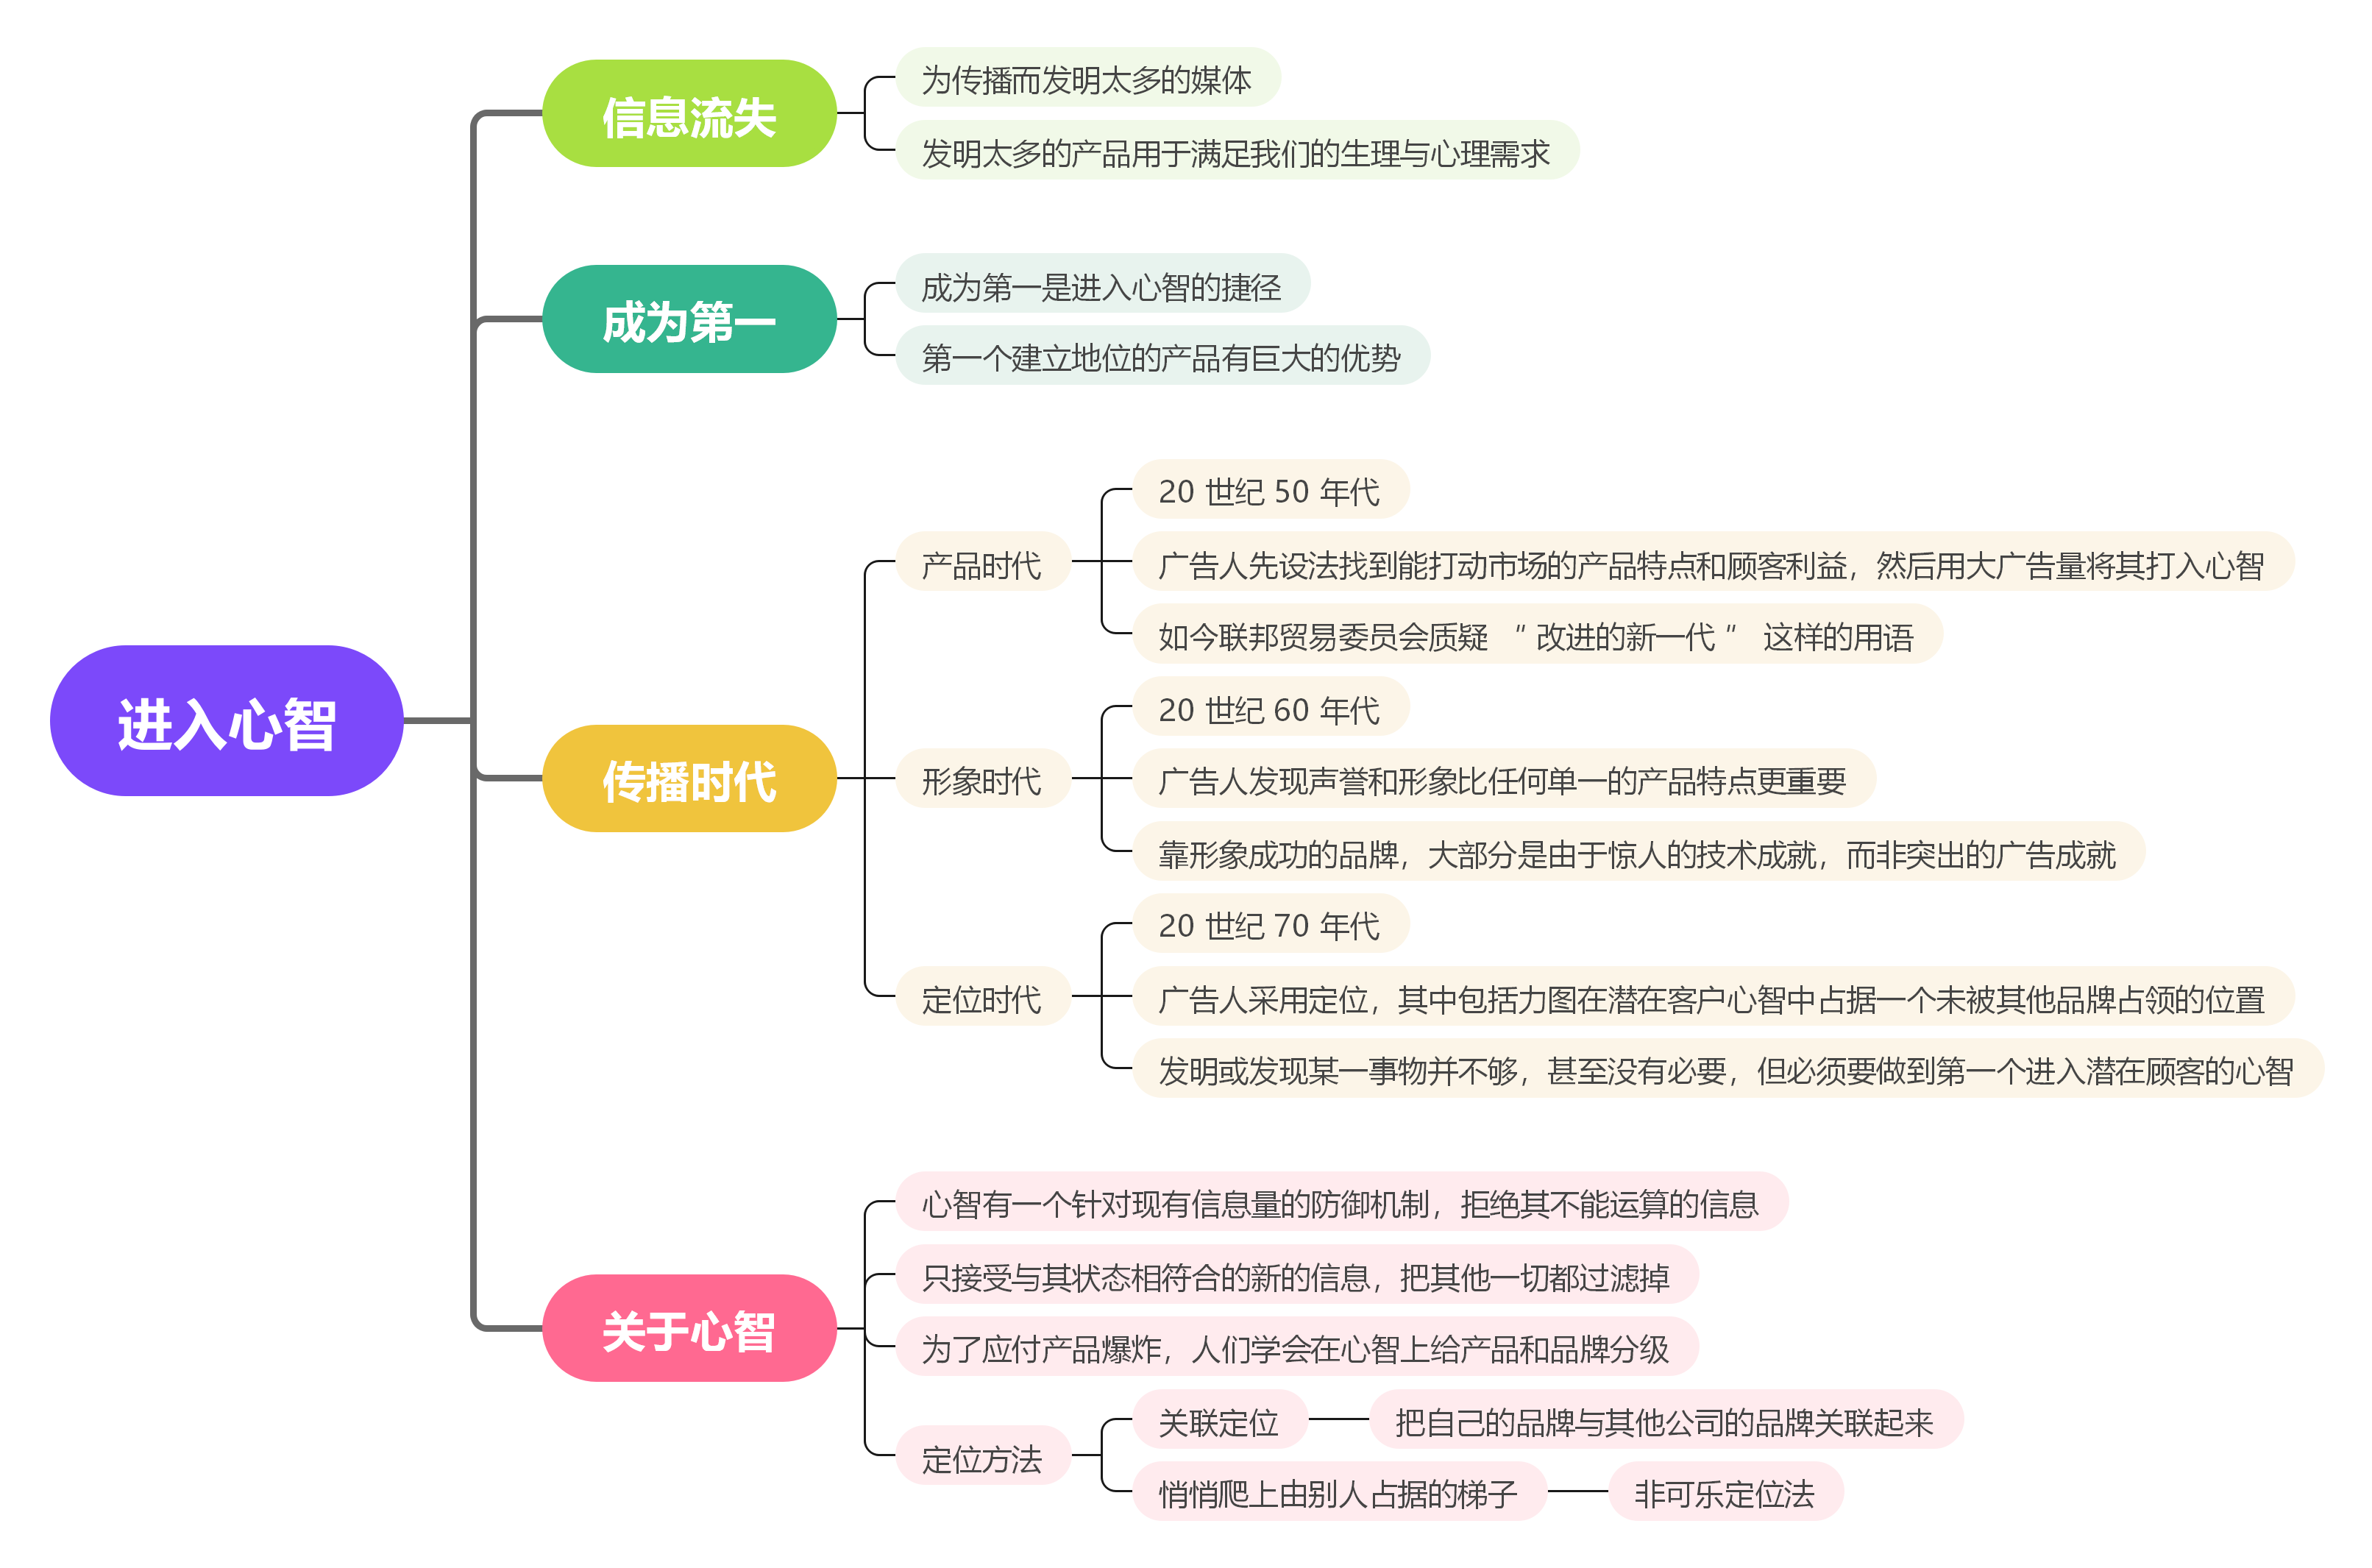 进入心智
信息流失
为传播而发明太多的媒体
发明太多的产品用于满足我们的生理与心理需求
成为第一
成为第一是进入心智的捷径
第一个建立地位的产品有巨大的优势
传播时代
产品时代
20 世纪 50 年代
广告人先设法找到能打动市场的产品特点和顾客利益，然后用大广告量将其打入心智
如今联邦贸易委员会质疑 “ 改进的新一代 ” 这样的用语
形象时代
20 世纪 60 年代
广告人发现声誉和形象比任何单一的产品特点更重要
靠形象成功的品牌，大部分是由于惊人的技术成就，而非突出的广告成就
定位时代
20 世纪 70 年代
广告人采用定位，其中包括力图在潜在客户心智中占据一个未被其他品牌占领的位置
发明或发现某一事物并不够，甚至没有必要，但必须要做到第一个进入潜在顾客的心智
关于心智
心智有一个针对现有信息量的防御机制，拒绝其不能运算的信息
只接受与其状态相符合的新的信息，把其他一切都过滤掉
为了应付产品爆炸，人们学会在心智上给产品和品牌分级
定位方法
关联定位
把自己的品牌与其他公司的品牌关联起来
悄悄爬上由别人占据的梯子
非可乐定位法